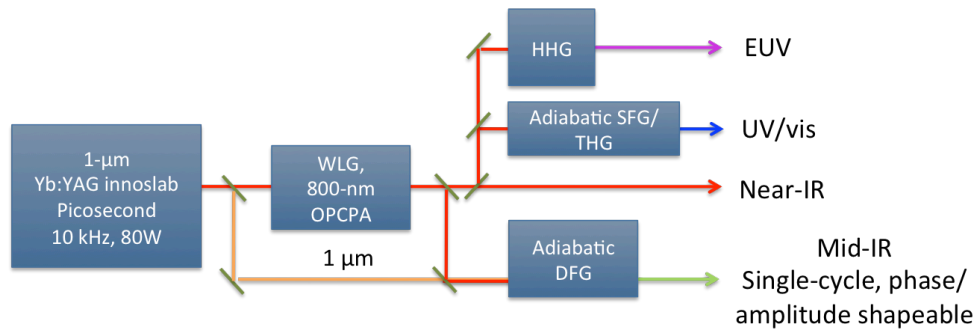 1-μm
Yb:YAG innoslab
Picosecond
10 kHz, 80W
WLG,
800-nm
OPCPA
1 μm
HHG
Adiabatic SFG/
THG
Adiabatic
DFG
EUV
UV/vis
Near-IR
Mid-IR
Single-cycle, phase/
amplitude shapeable